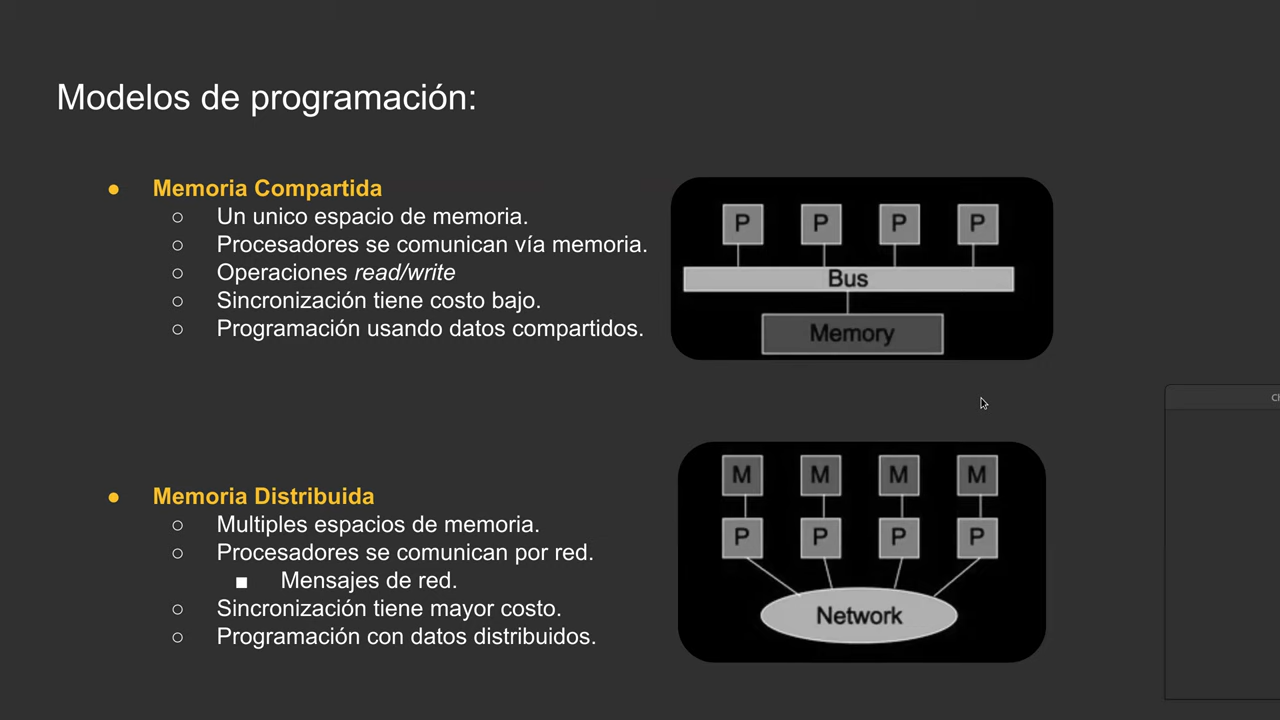 Modelos de programación:
● Memoria Compartida
○ Un unico espacio de memoria.
○ Procesadores se comunican vía memoria.
○ Operaciones read/write
○ Sincronización tiene costo bajo.
○ Programación usando datos compartidos.
P P P P
Bus
Memory
● Memoria Distribuida
○ Multiples espacios de memoria.
○ Procesadores se comunican por red.
■ Mensajes de red.
○ Sincronización tiene mayor costo.
○ Programación con datos distribuidos.
M M M M
P P P P
Network